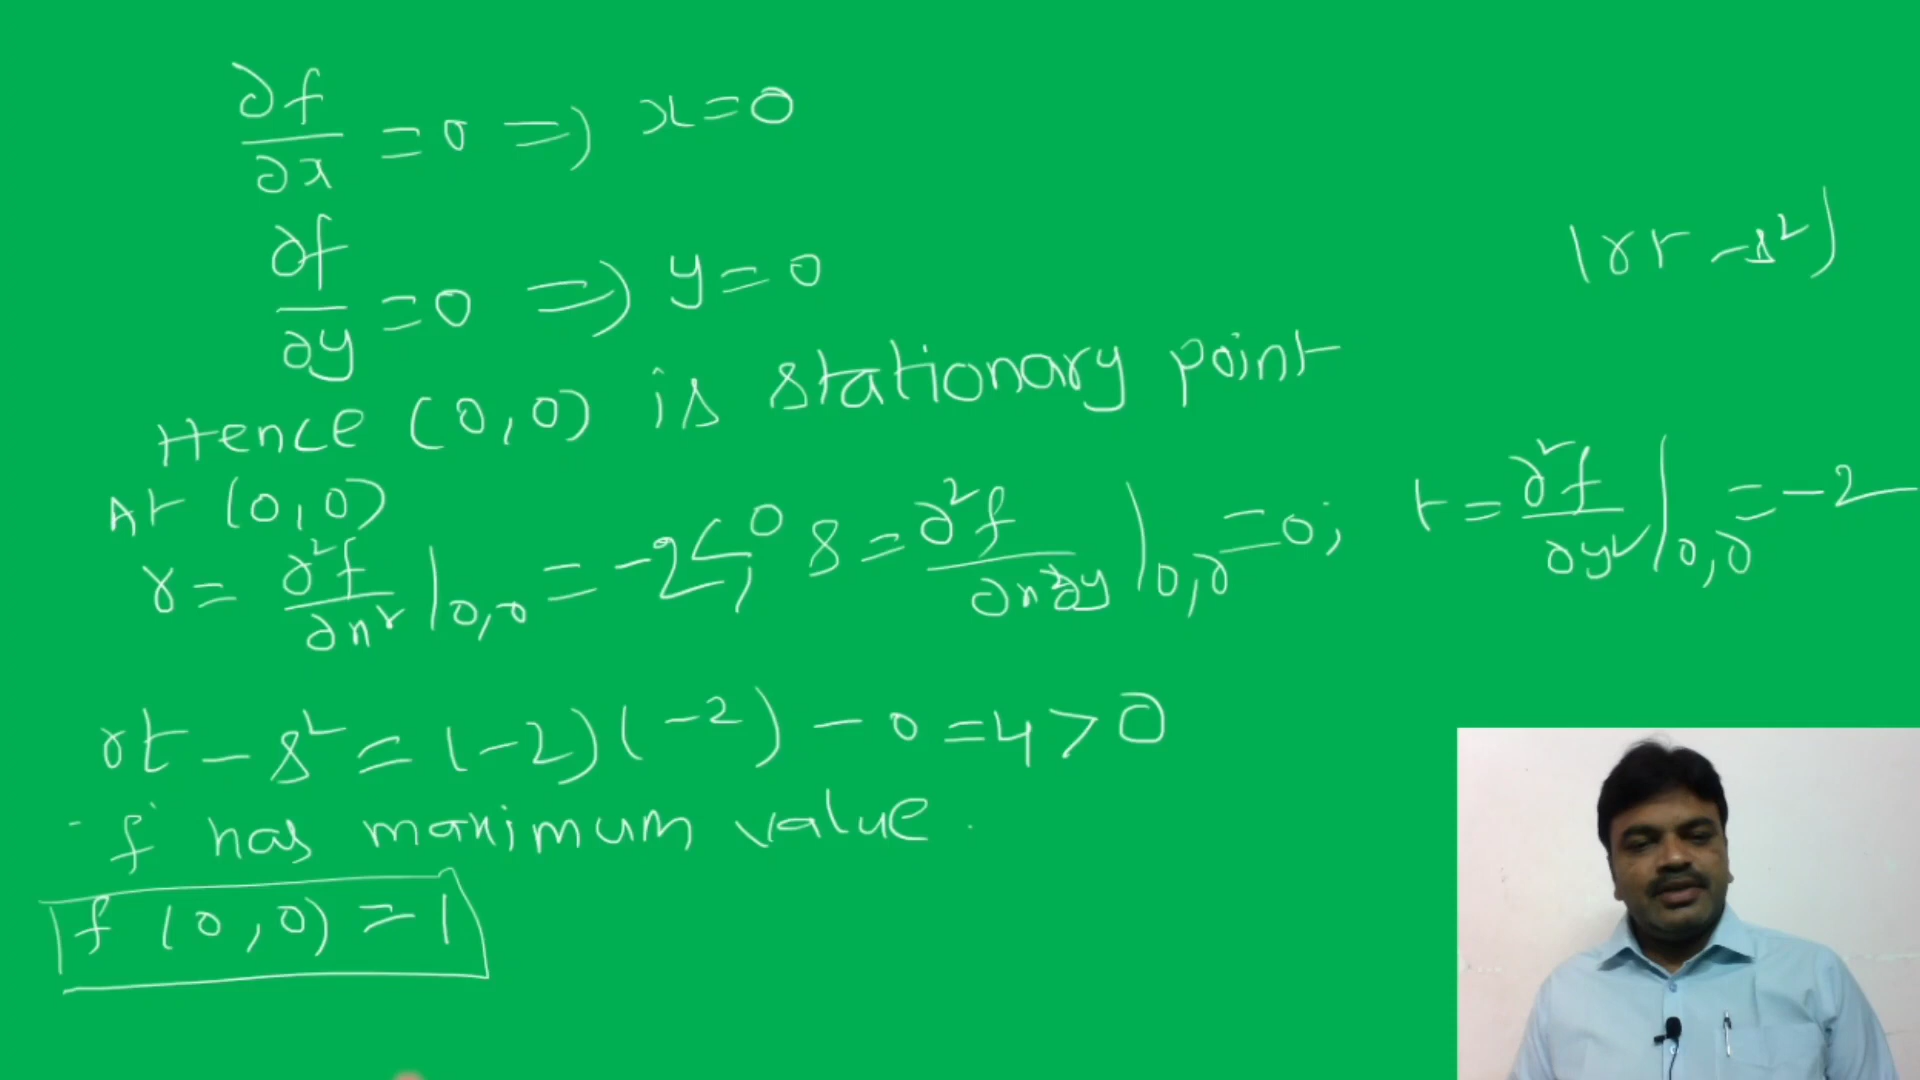 ∂f/∂x = 0 ⇒ x = 0
∂f/∂y = 0 ⇒ y = 0
(rt - s²)
Hence (0,0) is stationary point
At (0,0)
r = ∂²f/∂x² |0,0 = -2 < 0, s = ∂²f/∂x∂y |0,0 = 0; t = ∂²f/∂y² |0,0 = -2
rt - s² = (-2)(-2) - 0 = 4 > 0
f has maximum value.
f(0,0) = 1